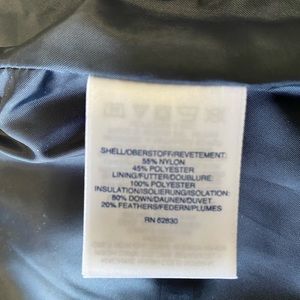 SHELL/OBERSTOFF/REVETEMENT:
55% NYLON
45% POLYESTER
LINING/FUTTER/DOUBLURE:
100% POLYESTER
INSULATION/ISOLIERUNG/ISOLATION:
80% DOWN/DAUNEN/DUVET
20% FEATHERS/FEDERN/PLUMES
RN 62830